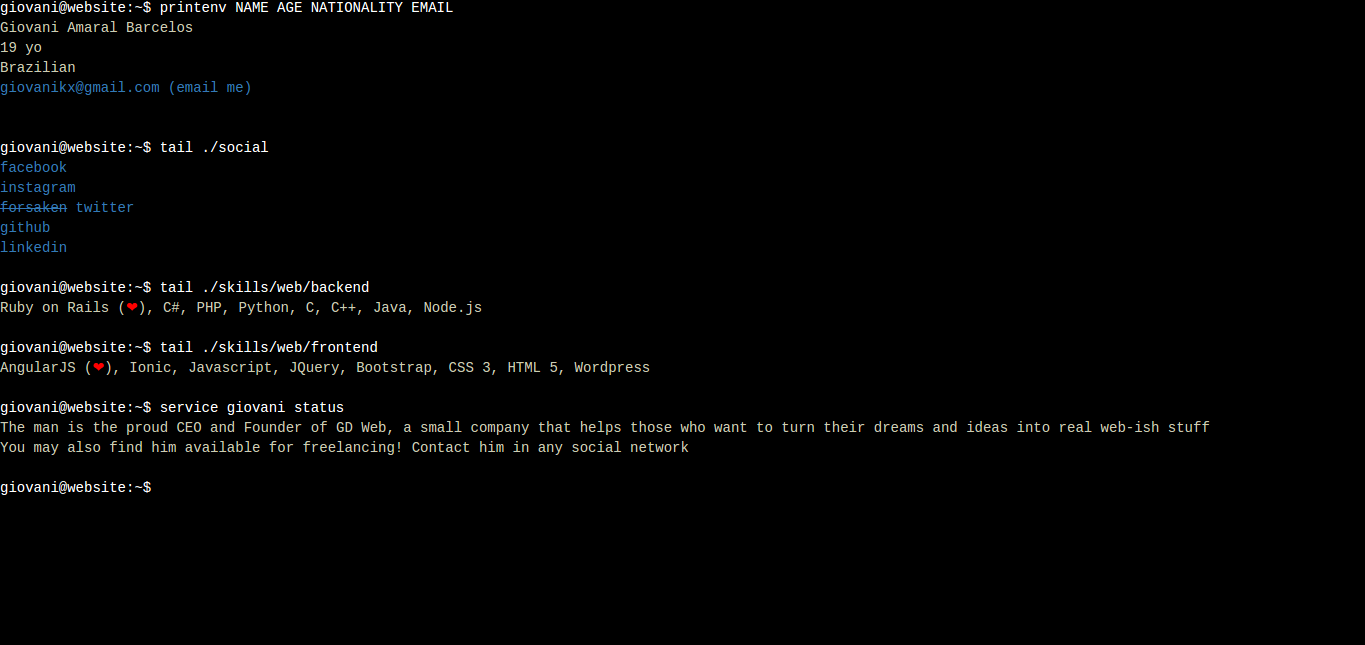 giovani@website:~$ printenv NAME AGE NATIONALITY EMAIL
Giovani Amaral Barcelos
19 yo
Brazilian
giovanikx@gmail.com (email me)
giovani@website:~$ tail ./social
facebook
instagram
forsaken twitter
github
linkedin
giovani@website:~$ tail ./skills/web/backend
Ruby on Rails (❤), C#, PHP, Python, C, C++, Java, Node.js
giovani@website:~$ tail ./skills/web/frontend
AngularJS (❤), Ionic, Javascript, JQuery, Bootstrap, CSS 3, HTML 5, Wordpress
giovani@website:~$ service giovani status
The man is the proud CEO and Founder of GD Web, a small company that helps those who want to turn their dreams and ideas into real web-ish stuff
You may also find him available for freelancing! Contact him in any social network
giovani@website:~$